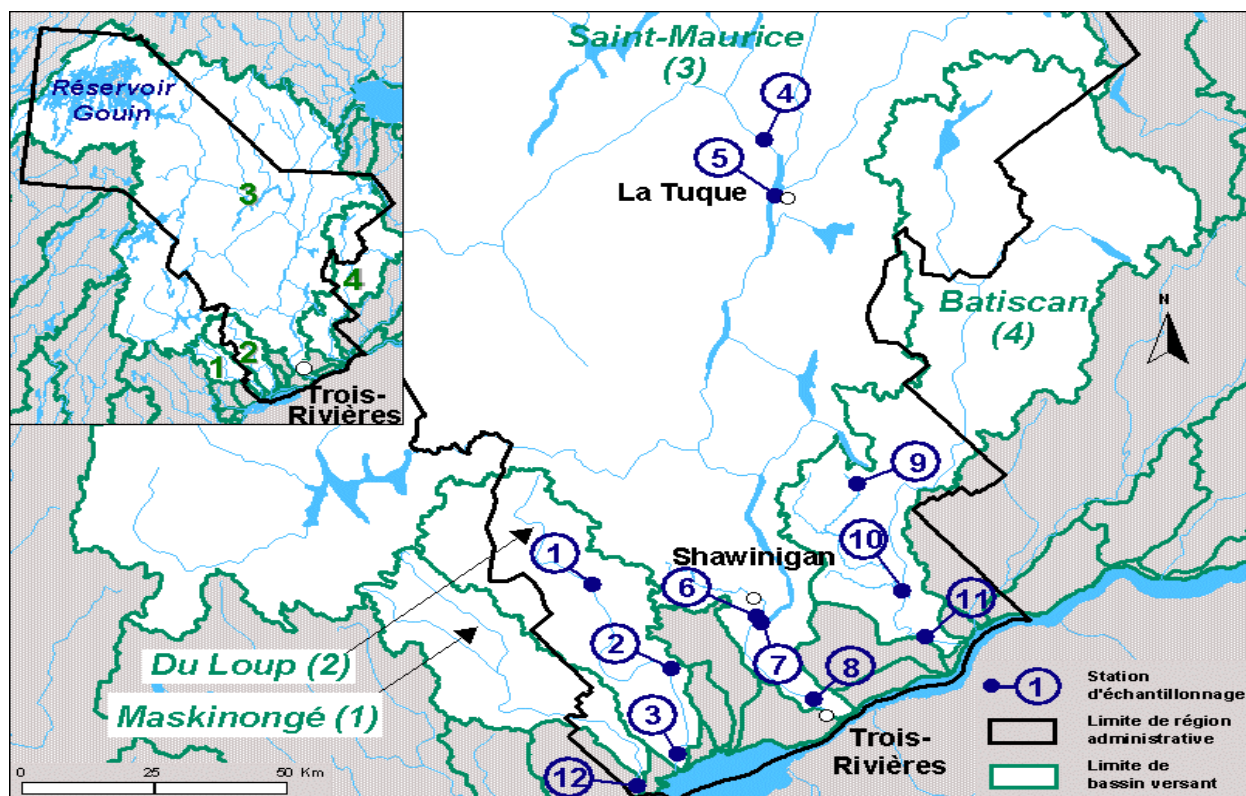 Réservoir
Gouin
3
4
2
1
Trois-
Rivières
Saint-Maurice
(3)
4
5
La Tuque
Batiscan
(4)
N
9
10
Shawinigan
1
6
11
2
7
8
Du Loup (2)
Maskinongé (1)
3
Trois-
Rivières
12
1
Station
d'échantillonnage
Limite de région
administrative
Limite de
bassin versant
0 25 50 Km